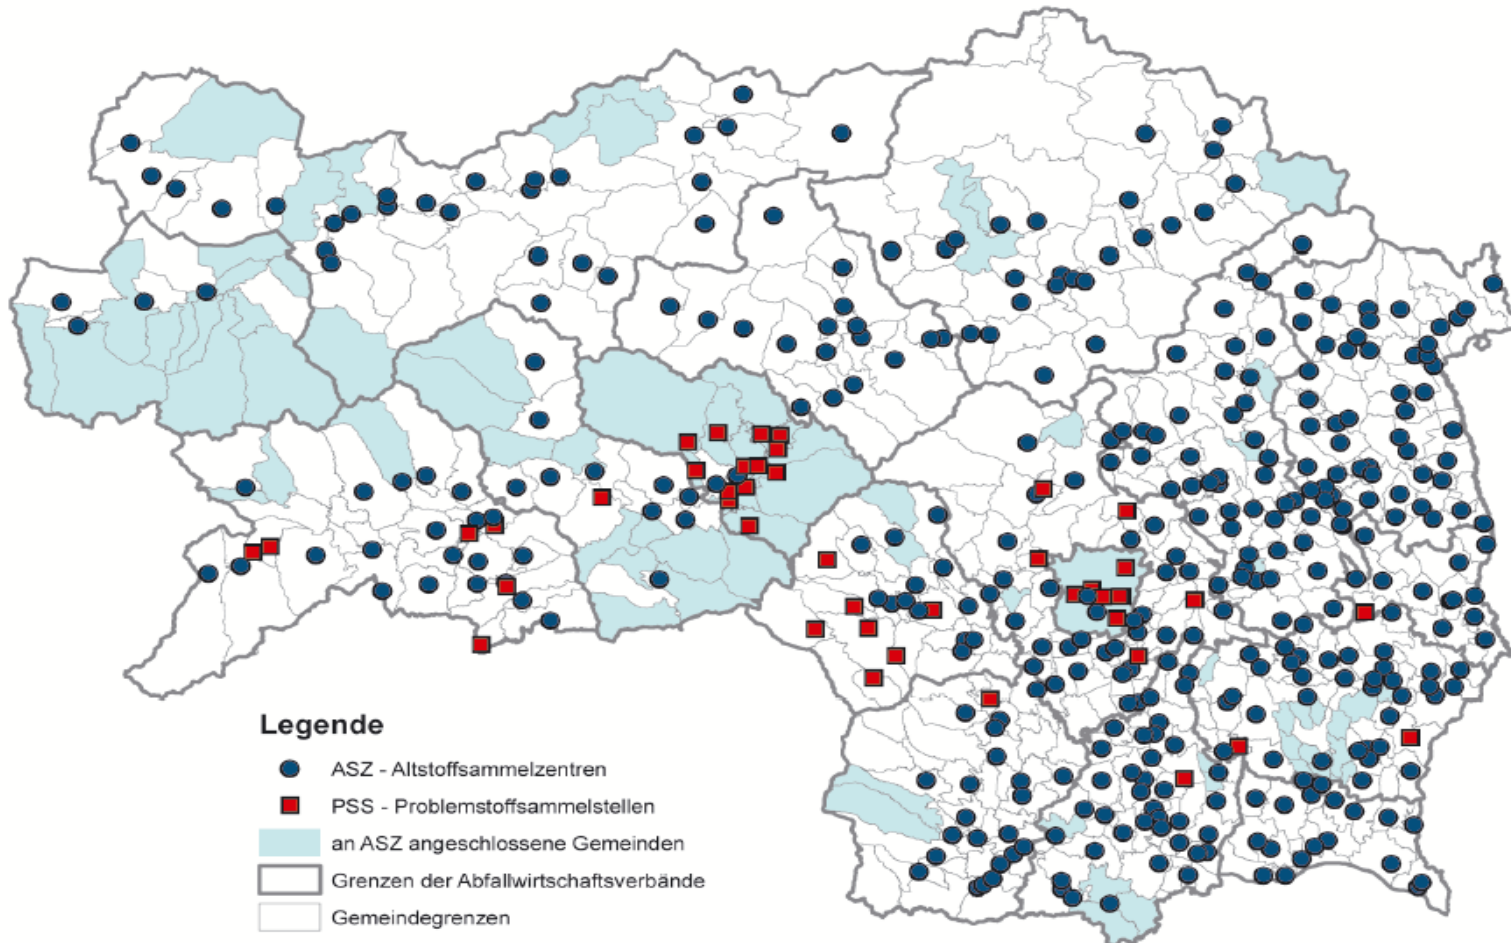 Legende
ASZ - Altstoffsammelzentren
PSS - Problemstoffsammelstellen
an ASZ angeschlossene Gemeinden
Grenzen der Abfallwirtschaftsverbände
Gemeindegrenzen